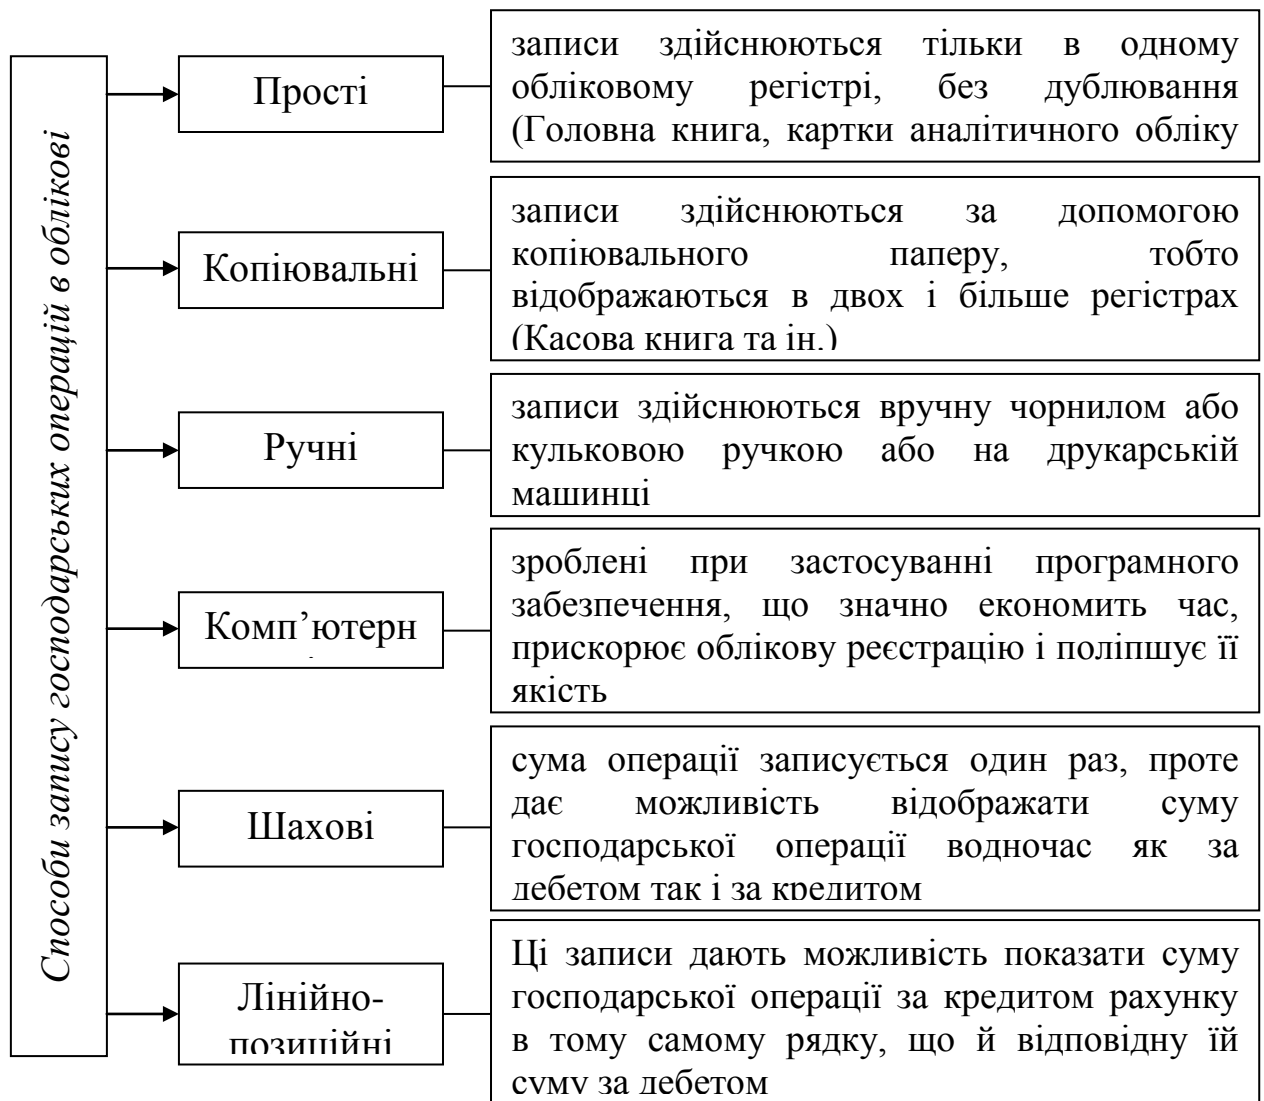 Способи запису господарських операцій в облікові
Прості
записи здійснюються тільки в одному
обліковому регістрі, без дублювання
(Головна книга, картки аналітичного обліку
Копіювальні
записи здійснюються за допомогою
копіювального паперу, тобто
відображаються в двох і більше регістрах
(Касова книга та ін.)
Ручні
записи здійснюються вручну чорнилом або
кульковою ручкою або на друкарській
машинці
Комп’ютерн
зроблені при застосуванні програмного
забезпечення, що значно економить час,
прискорює облікову реєстрацію і поліпшує її
якість
Шахові
сума операції записується один раз, проте
дає можливість відображати суму
господарської операції водночас як за
дебетом так і за кредитом
Лінійно-
позиційні
Ці записи дають можливість показати суму
господарської операції за кредитом рахунку
в тому самому рядку, що й відповідну їй
суму за дебетом